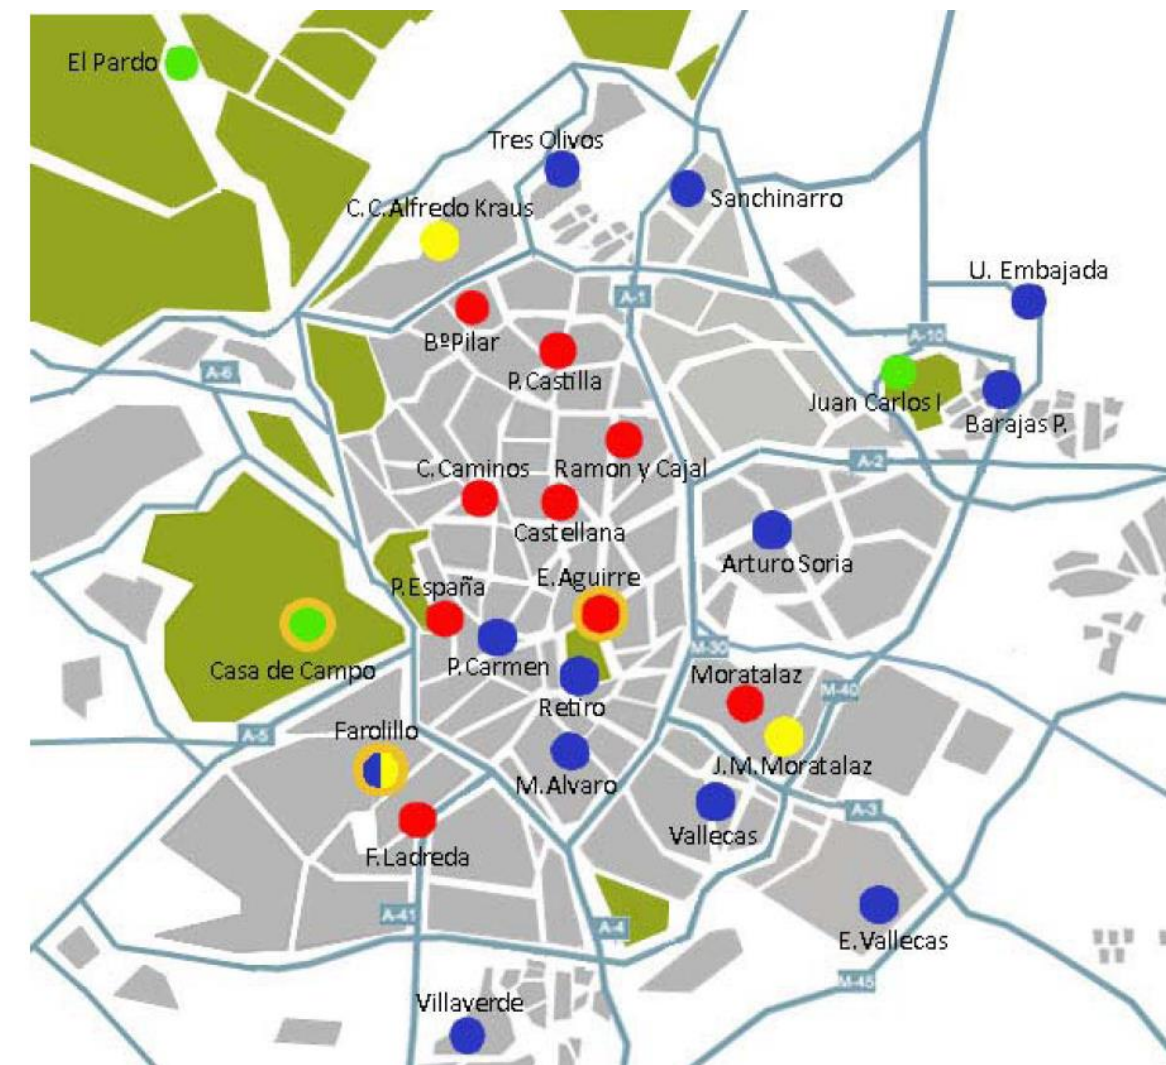 El Pardo
Tres Olivos
Sanchinarro
C.C.Alfredo Kraus
U. Embajada
A-1
BºPilar
A-10
P.Castilla
A-6
Juan Carlos I
Barajas P.
C.Caminos
Ramon y Cajal
A-2
Castellana
Arturo Soria
E.Aguirre
P.España
M-30
P.Carmen
Casa de Campo
Moratalaz
M-40
Retiro
Farolillo
A-5
J.M.Moratalaz
M.Alvaro
A-3
Vallecas
F.Ladreda
A-41
A-4
E.Vallecas
M-45
Villaverde